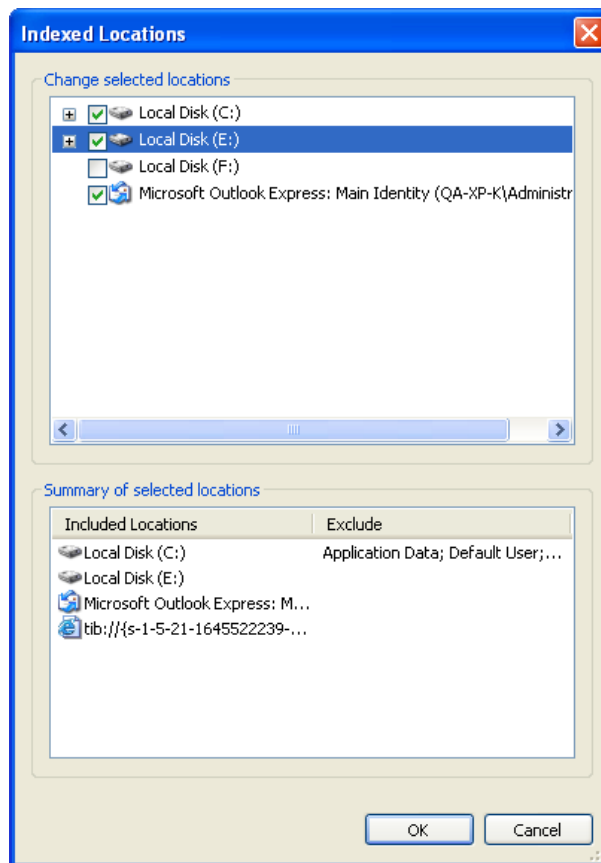 Indexed Locations
Change selected locations
Local Disk (C:)
Local Disk (E:)
Local Disk (F:)
Microsoft Outlook Express: Main Identity (QA-XP-K\Administr
Summary of selected locations
Included Locations Exclude
Local Disk (C:) Application Data; Default User;...
Local Disk (E:)
Microsoft Outlook Express: M...
tib://{s-1-5-21-1645522239-...
OK Cancel